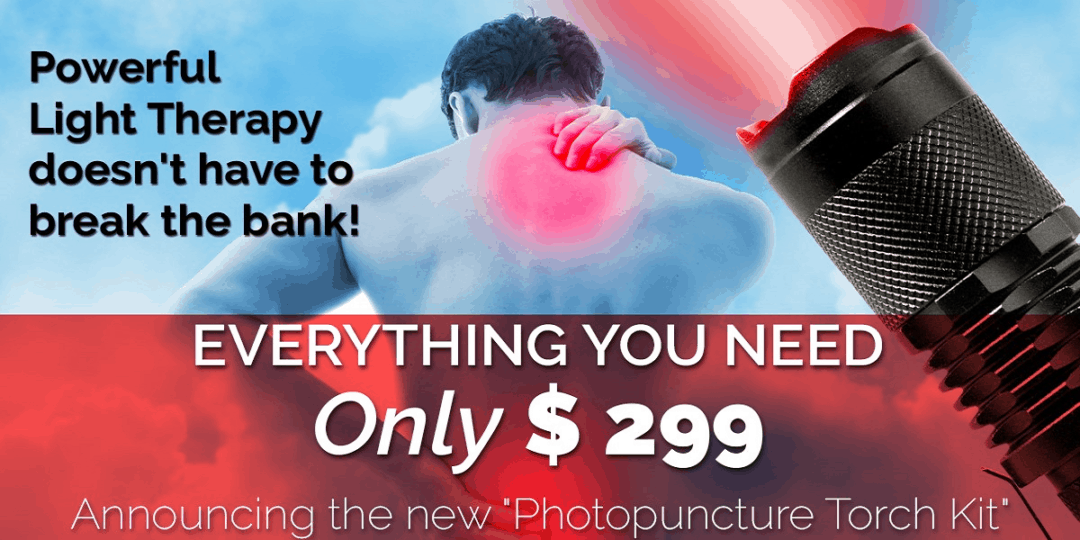 Powerful
Light Therapy
doesn't have to
break the bank!
EVERYTHING YOU NEED
Only $ 299
Announcing the new "Photopuncture Torch Kit"